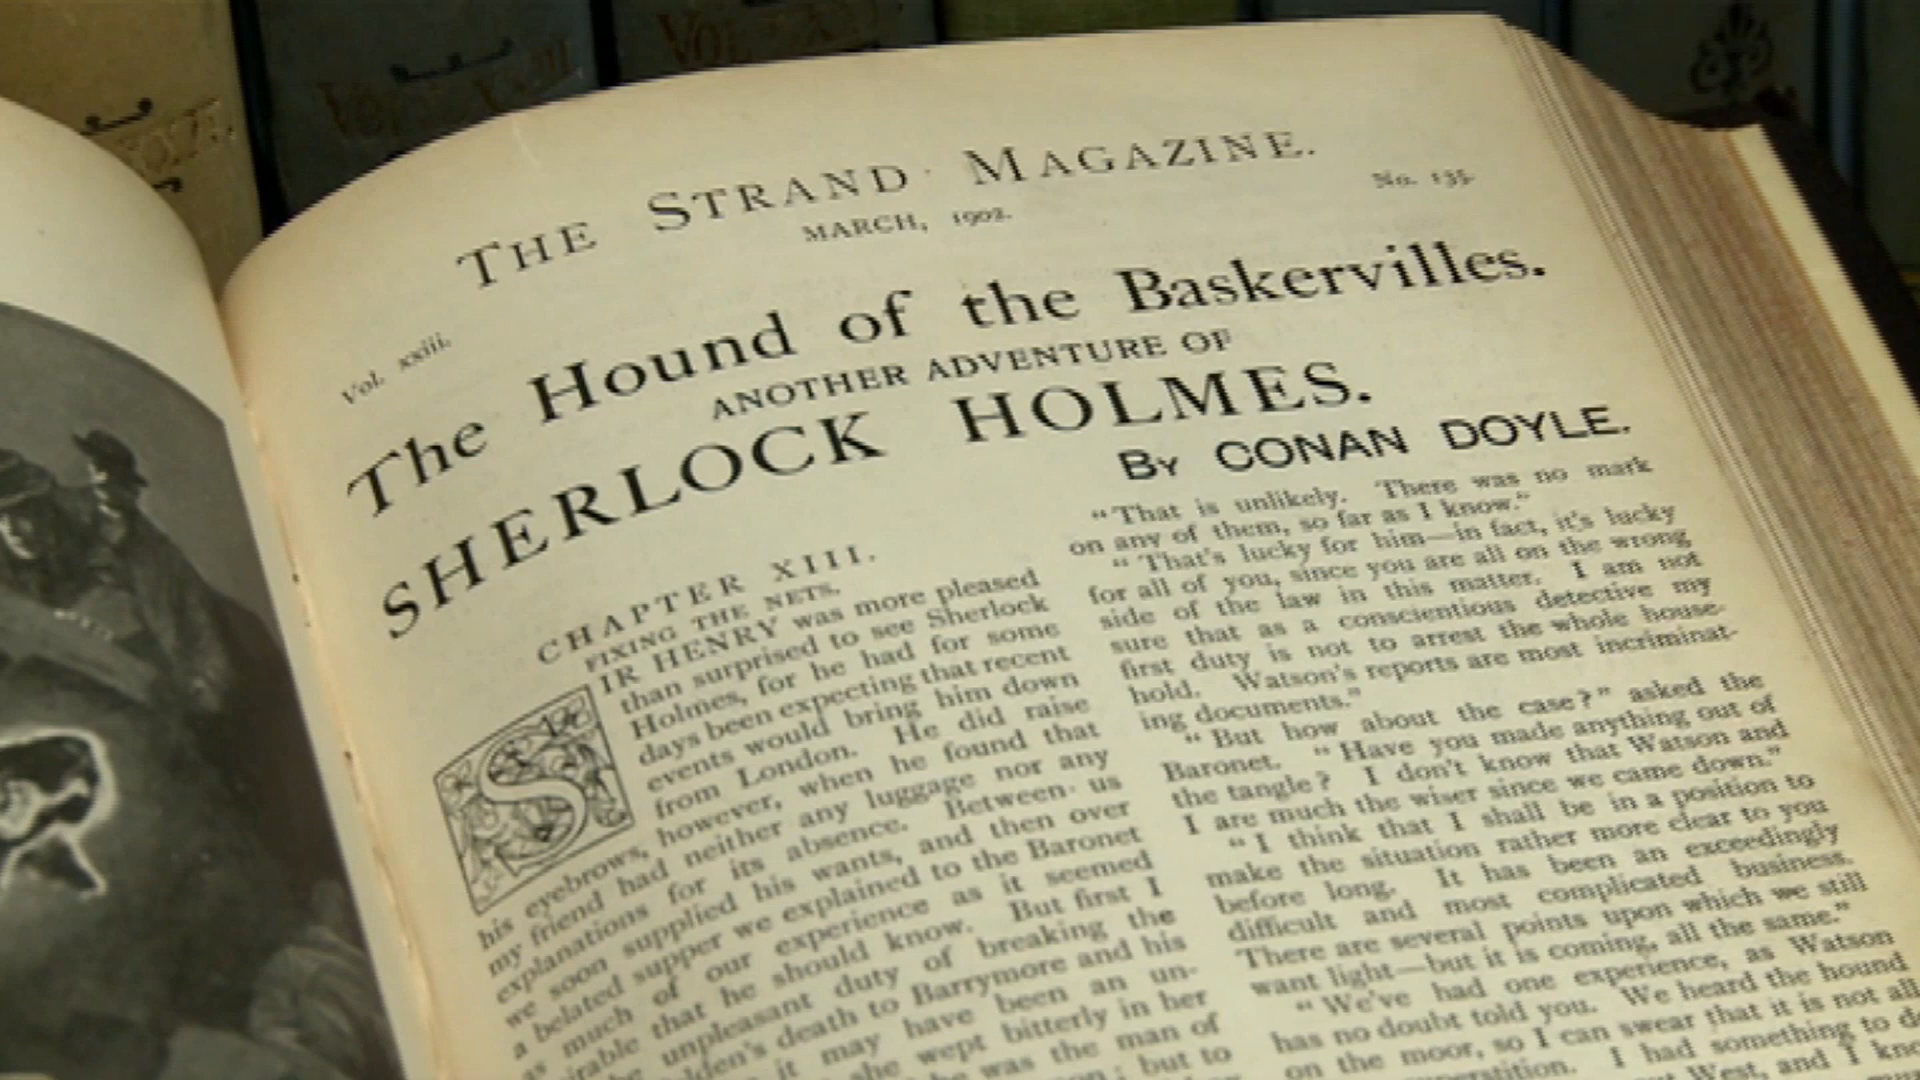 THE STRAND MAGAZINE.
Vol. xxiii.
MARCH, 1902.
No. 135.
The Hound of the Baskervilles.
ANOTHER ADVENTURE OF
SHERLOCK HOLMES.
BY CONAN DOYLE.
CHAPTER XIII.
FIXING THE NETS.
SIR HENRY was more pleased
than surprised to see Sherlock
Holmes, for he had for some
days been expecting that recent
events would bring him down
from London. He did raise
his eyebrows, however, when he found that
my friend had neither any luggage nor any
explanations for its absence. Between us
we soon supplied his wants, and then over
a belated supper we explained to the Baronet
as much of our experience as it seemed
that he should know. But first I
unpleasant duty of breaking the
death to Barrymore and his
it may have been an un-
she wept bitterly in her
was the man of
but to
"That is unlikely. There was no mark
on any of them, so far as I know."
"That's lucky for him—in fact, it's lucky
for all of you, since you are all on the wrong
side of the law in this matter. I am not
sure that as a conscientious detective my
first duty is not to arrest the whole house-
hold. Watson's reports are most incriminat-
ing documents."
"But how about the case?" asked the
Baronet. "Have you made anything out of
the tangle? I don't know that Watson and
I are much the wiser since we came down."
"I think that I shall be in a position to
make the situation rather more clear to you
before long. It has been an exceedingly
difficult and most complicated business.
There are several points upon which we still
want light—but it is coming, all the same."
"We've had one experience, as Watson
has no doubt told you. We heard the hound
on the moor, so I can swear that it is not all
I had something to do
West, and I